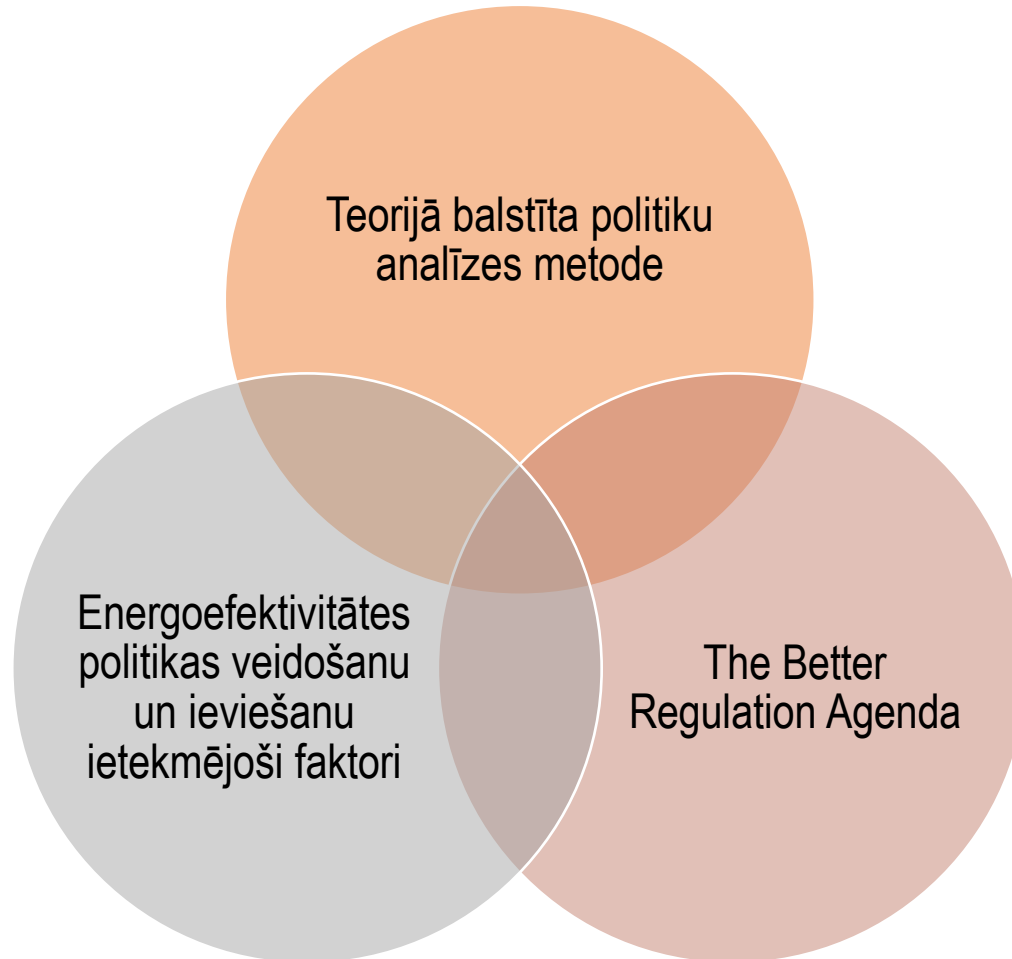 Teorijā balstīta politiku
analīzes metode
Energoefektivitātes
politikas veidošanu
un ieviešanu
ietekmējoši faktori
The Better
Regulation Agenda